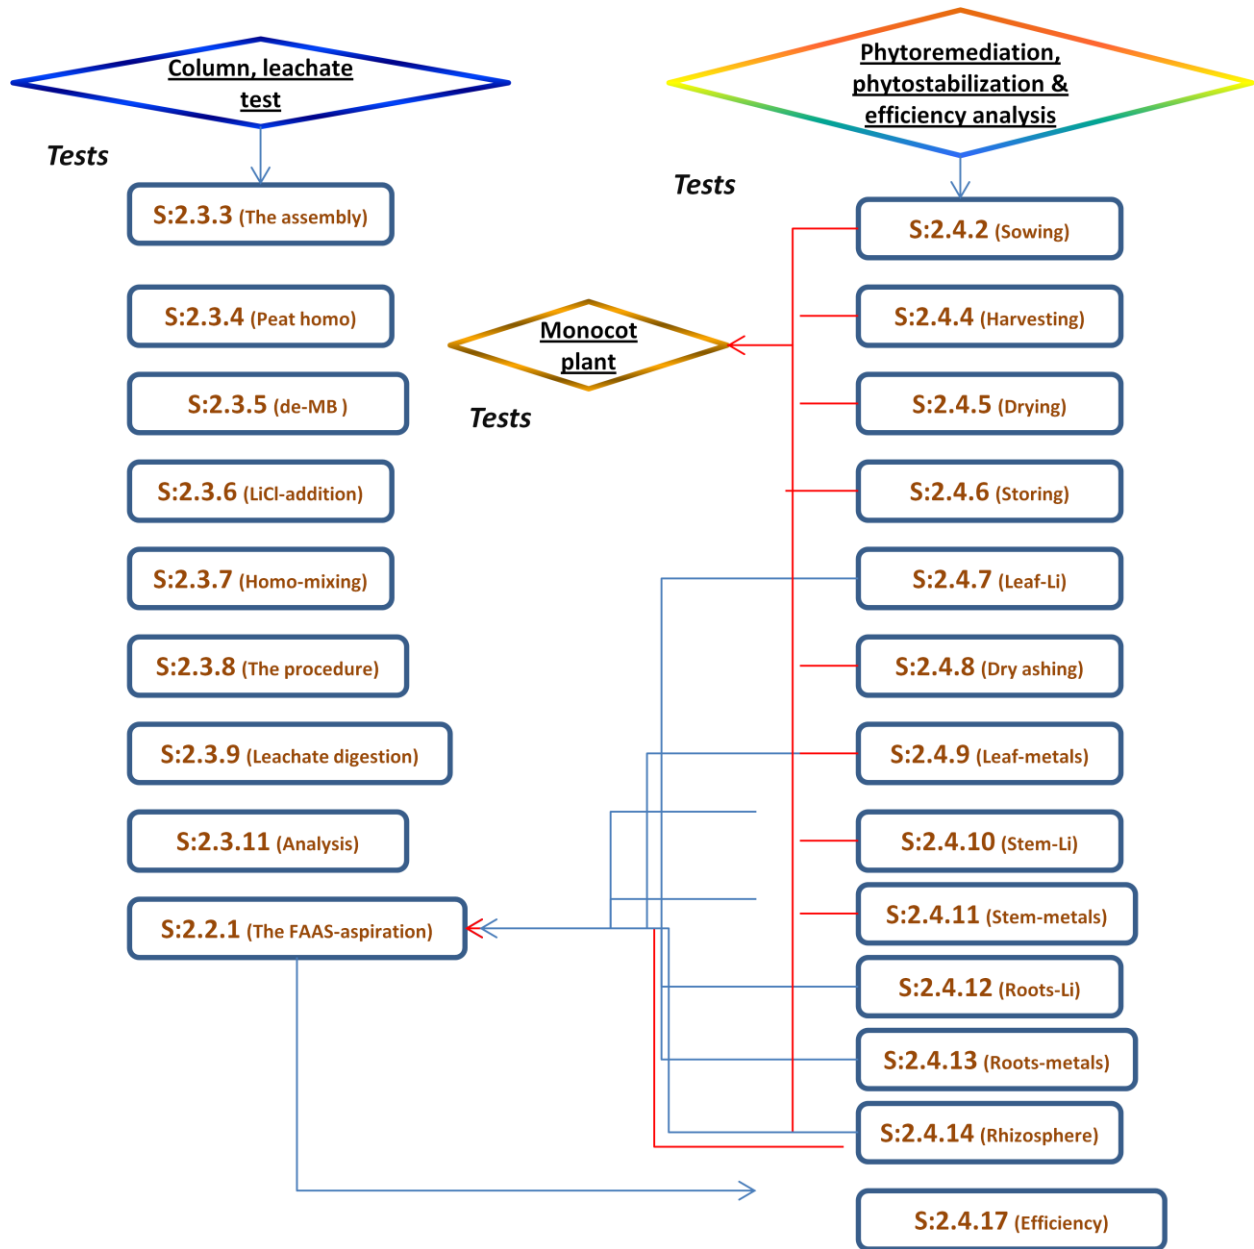 Column, leachate
test
Tests
S:2.3.3 (The assembly)
S:2.3.4 (Peat homo)
S:2.3.5 (de-MB )
S:2.3.6 (LiCl-addition)
S:2.3.7 (Homo-mixing)
S:2.3.8 (The procedure)
S:2.3.9 (Leachate digestion)
S:2.3.11 (Analysis)
S:2.2.1 (The FAAS-aspiration)
Monocot
plant
Tests
Phytoremediation,
phytostabilization &
efficiency analysis
Tests
S:2.4.2 (Sowing)
S:2.4.4 (Harvesting)
S:2.4.5 (Drying)
S:2.4.6 (Storing)
S:2.4.7 (Leaf-Li)
S:2.4.8 (Dry ashing)
S:2.4.9 (Leaf-metals)
S:2.4.10 (Stem-Li)
S:2.4.11 (Stem-metals)
S:2.4.12 (Roots-Li)
S:2.4.13 (Roots-metals)
S:2.4.14 (Rhizosphere)
S:2.4.17 (Efficiency)